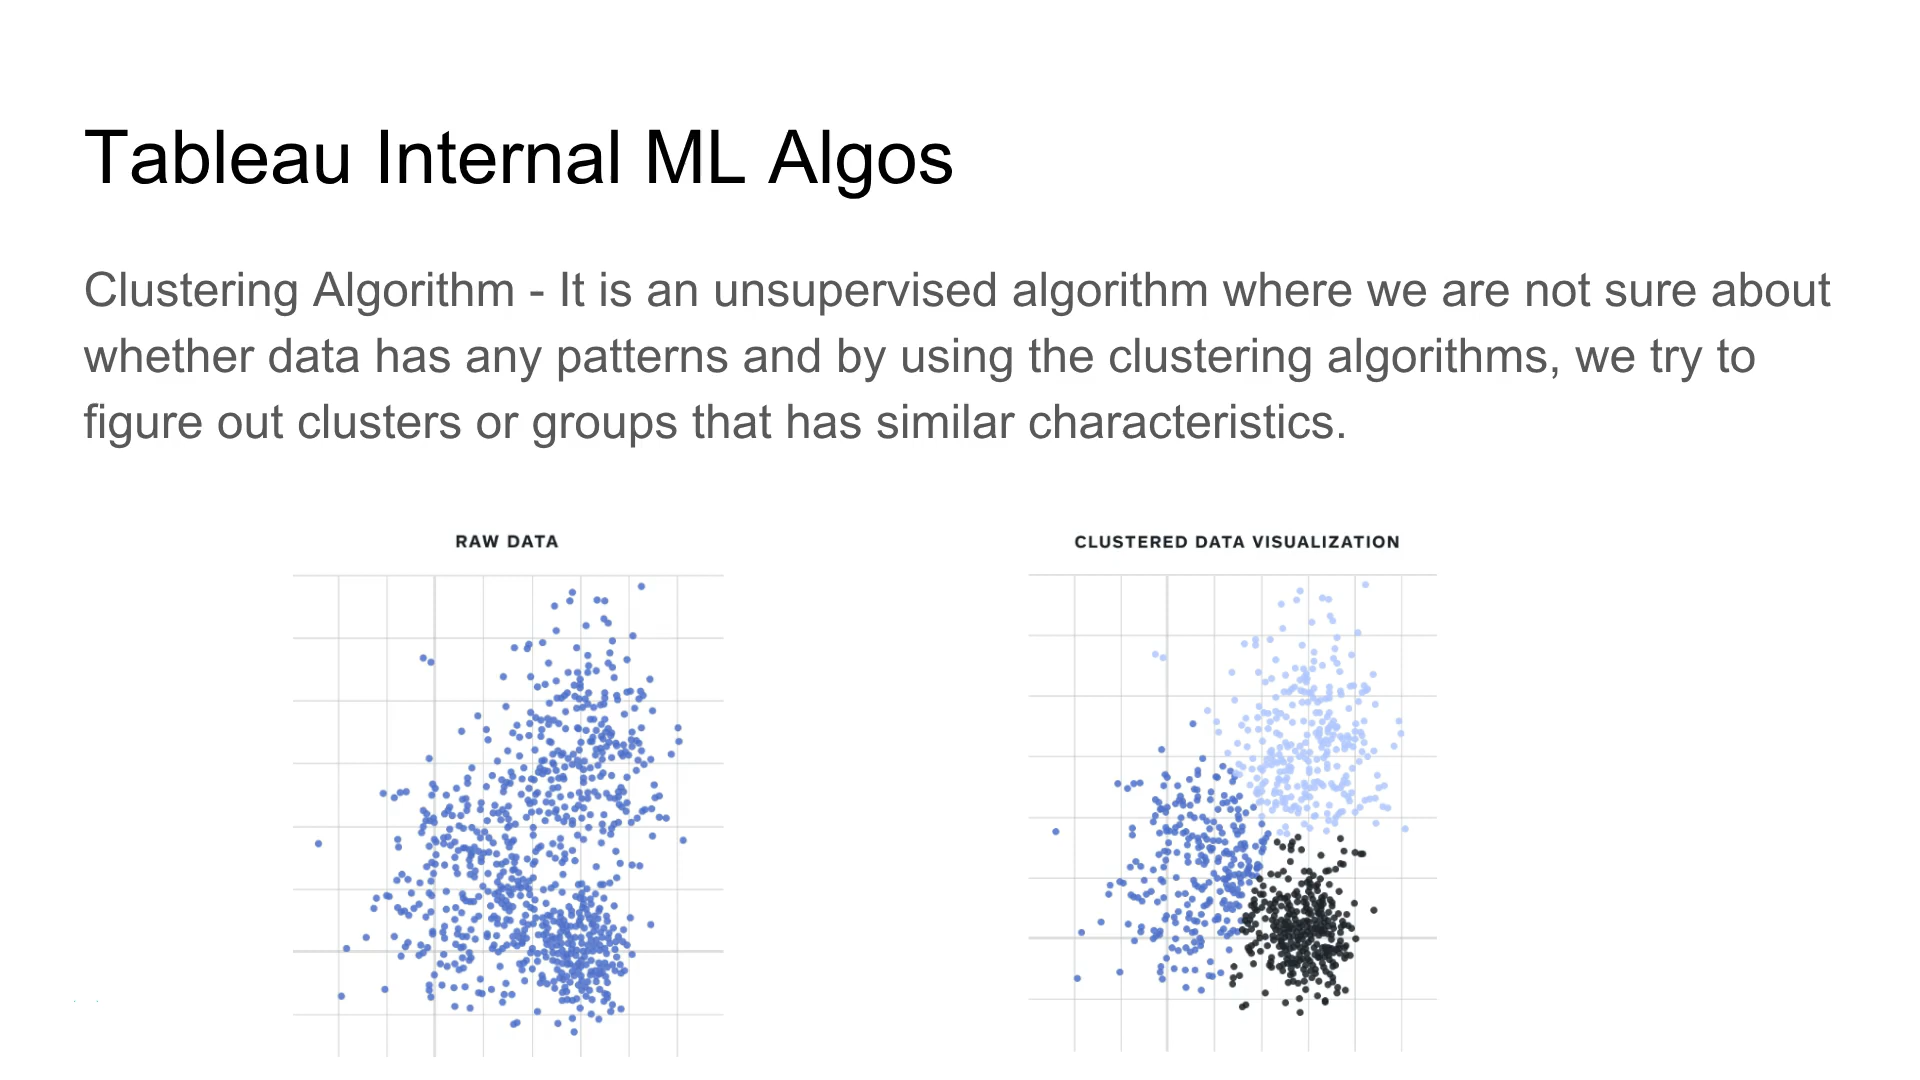 Tableau Internal ML Algos
Clustering Algorithm - It is an unsupervised algorithm where we are not sure about
whether data has any patterns and by using the clustering algorithms, we try to
figure out clusters or groups that has similar characteristics.
RAW DATA
CLUSTERED DATA VISUALIZATION